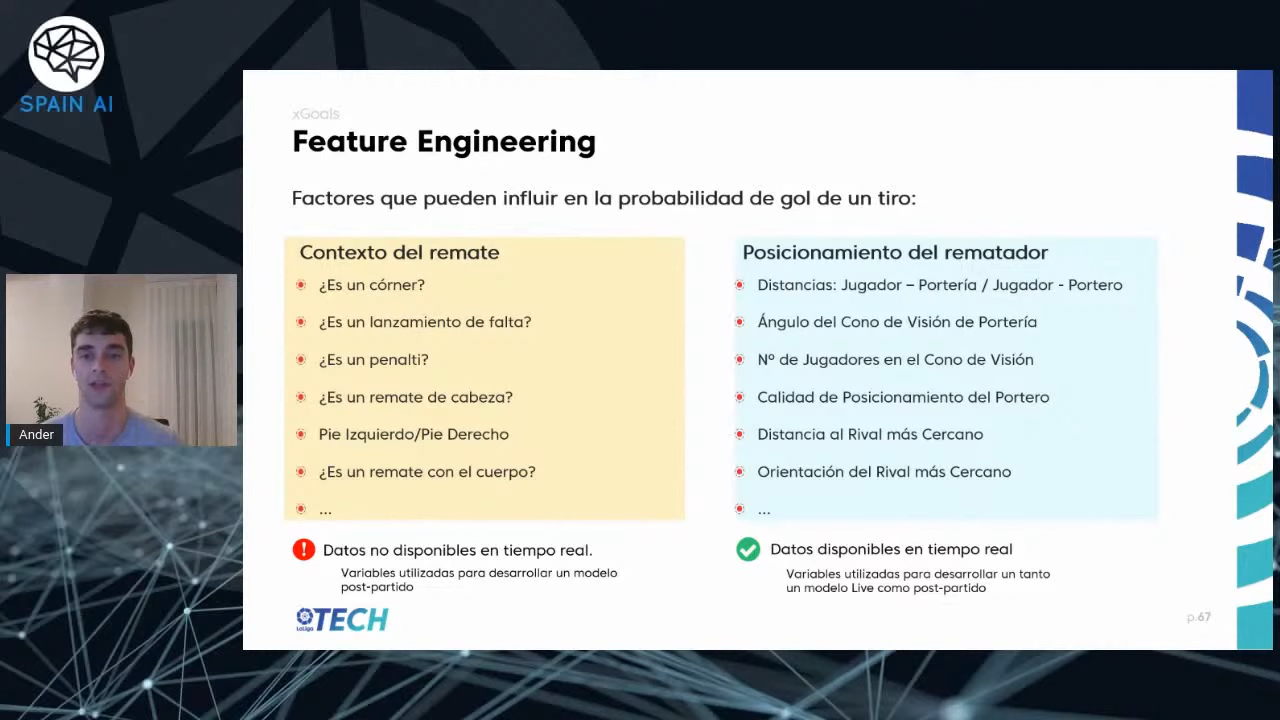 SPAIN AI
xGoals
Feature Engineering
Factores que pueden influir en la probabilidad de gol de un tiro:
Contexto del remate
¿Es un córner?
¿Es un lanzamiento de falta?
¿Es un penalti?
¿Es un remate de cabeza?
Pie Izquierdo/Pie Derecho
¿Es un remate con el cuerpo?
...
Datos no disponibles en tiempo real.
Variables utilizadas para desarrollar un modelo
post-partido
Posicionamiento del rematador
Distancias: Jugador – Portería / Jugador - Portero
Ángulo del Cono de Visión de Portería
Nº de Jugadores en el Cono de Visión
Calidad de Posicionamiento del Portero
Distancia al Rival más Cercano
Orientación del Rival más Cercano
...
Datos disponibles en tiempo real
Variables utilizadas para desarrollar un tanto
un modelo Live como post-partido
LaLiga TECH
p.67
Ander